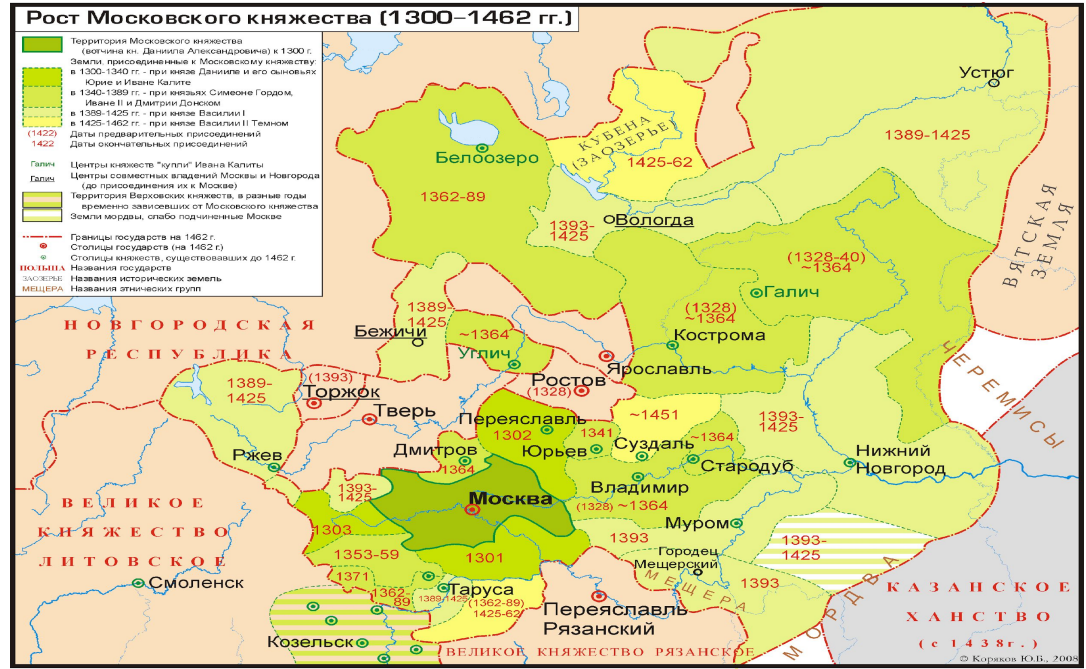 Рост Московского княжества (1300–1462 гг.)
Территория Московского княжества
(вотчина кн. Даниила Александровича) к 1300 г.
Земли, присоединенные к Московскому княжеству:
в 1300-1340 гг. - при князе Данииле и его сыновьях
Юрие и Иване Калите
в 1340-1389 гг. - при князьях Симеоне Гордом,
Иване II и Дмитрии Донском
в 1389-1425 гг. - при князе Василии I
в 1425-1462 гг. - при князе Василии II Темном
(1422) Даты предварительных присоединений
1422 Даты окончательных присоединений
Галич Центры княжеств "купли" Ивана Калиты
Галич Центры совместных владений Москвы и Новгорода
(до присоединения их к Москве)
Территория Верховских княжеств, в разные годы
временно зависевших от Московского княжества
Земли мордвы, слабо подчиненные Москве
Границы государств на 1462 г.
Столицы государств (на 1462 г.)
Столицы княжеств, существовавших до 1462 г.
ПОЛЬША Названия государств
ЗАОЗЕРЬЕ Названия исторических земель
МЕЩЕРА Названия этнических групп
Устюг
1389-1425
КУБЕНА
(ЗАОЗЕРЬЕ)
1425-62
Белоозеро
1362-89
Вологда
1393-
1425
ВЯТСКАЯ
ЗЕМЛЯ
(1328-40)
~1364
Галич
(1328)
~1364
Кострома
1389-
1425
Бежичи
~1364
Углич
Ярославль
Ростов
(1328)
НОВГОРОДСКАЯ
РЕСПУБЛИКА
1389-
1425
(1393)
Торжок
Тверь
ЧЕРЕМИСЫ
Переяславль
1302
1341
Юрьев
~1451
Суздаль
~1364
Стародуб
1393-
1425
Нижний
Новгород
Дмитров
1364
Ржев
Владимир
(1328) ~1364
1393-
1425
Москва
1303
Муром
1393
1393-
1425
ВЕЛИКОЕ
КНЯЖЕСТВО
ЛИТОВСКОЕ
1353-59
1301
Городец
Мещерский
МЕЩЕРА
1393
МОРДВА
Смоленск
1371
1362-
89
1389-1425
Таруса
(1362-89)
1425-62
Переяславль
Рязанский
КАЗАНСКОЕ
ХАНСТВО
(с 1438г.)
Козельск
ВЕЛИКОЕ КНЯЖЕСТВО РЯЗАНСКОЕ
© Коряков Ю.Б., 2008